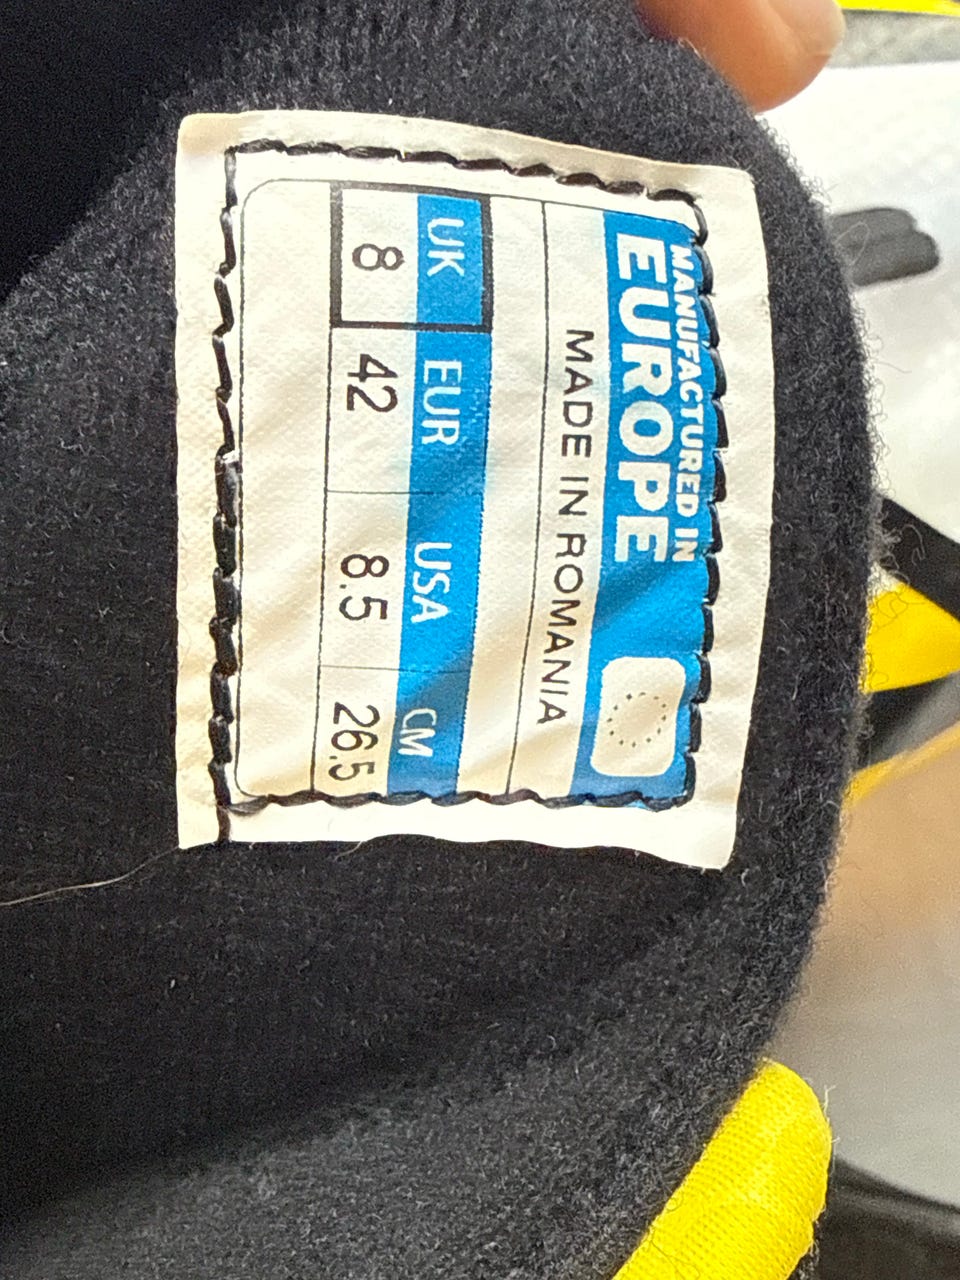 MANUFACTURED IN
EUROPE
MADE IN ROMANIA
UK EUR USA CM
8 42 8.5 26.5